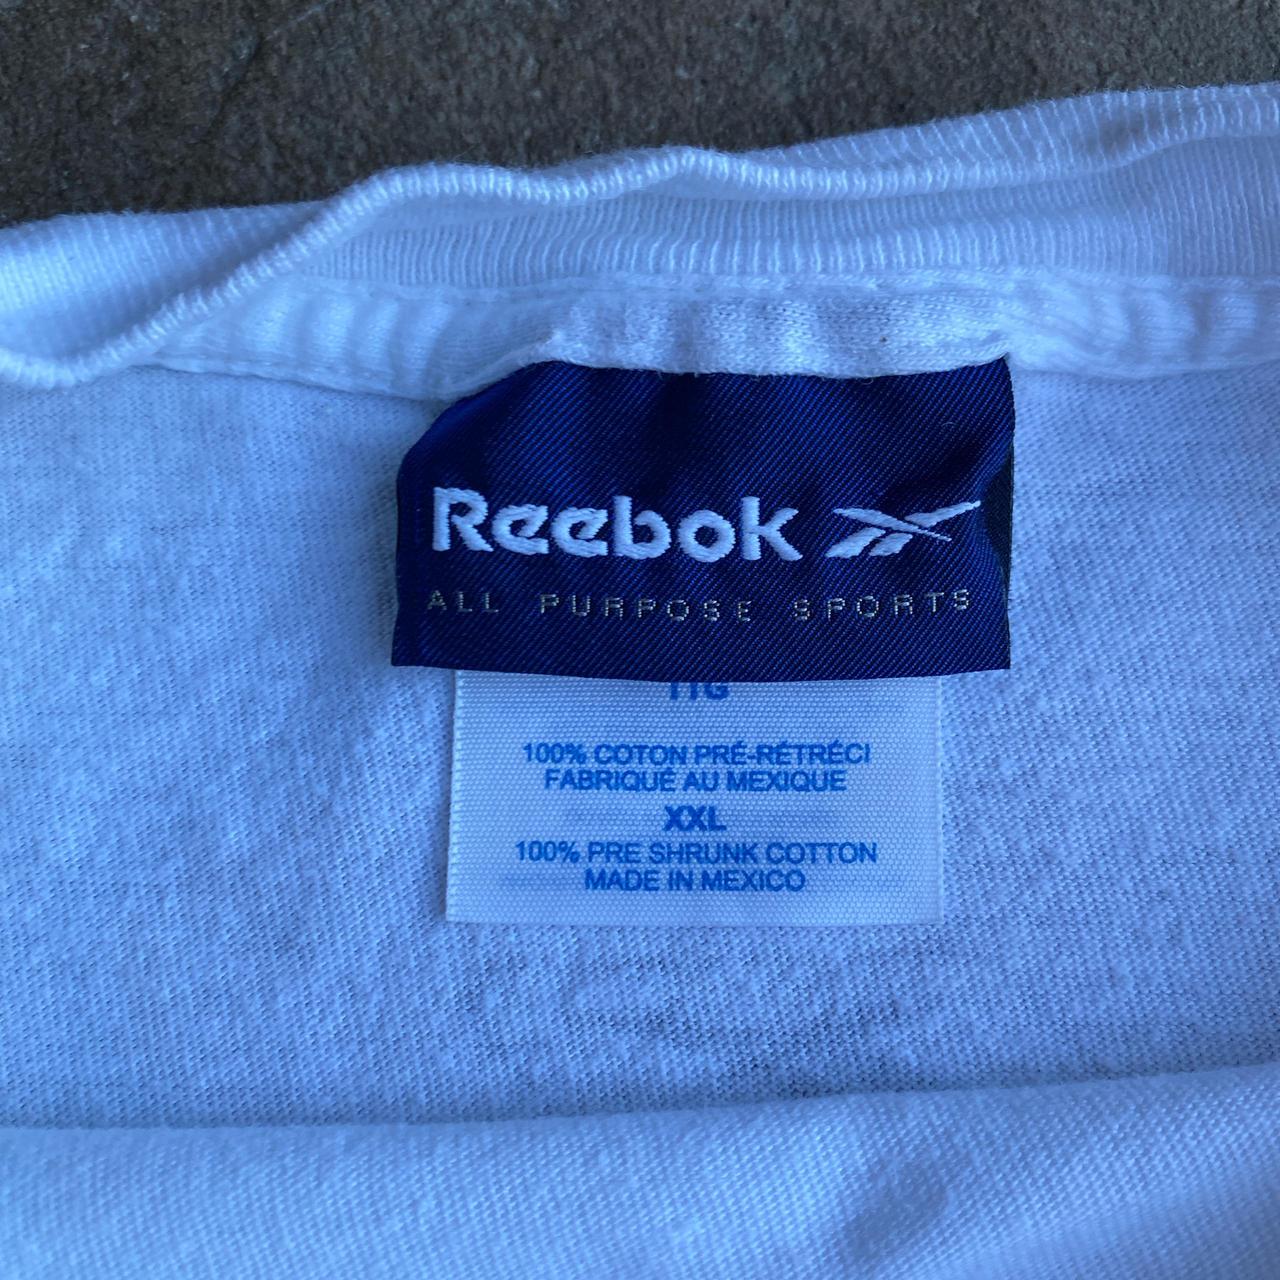 Reebok
ALL PURPOSE SPORTS
TTG
100% COTON PRÉ-RÉTRÉCI
FABRIQUÉ AU MEXIQUE
XXL
100% PRE SHRUNK COTTON
MADE IN MEXICO